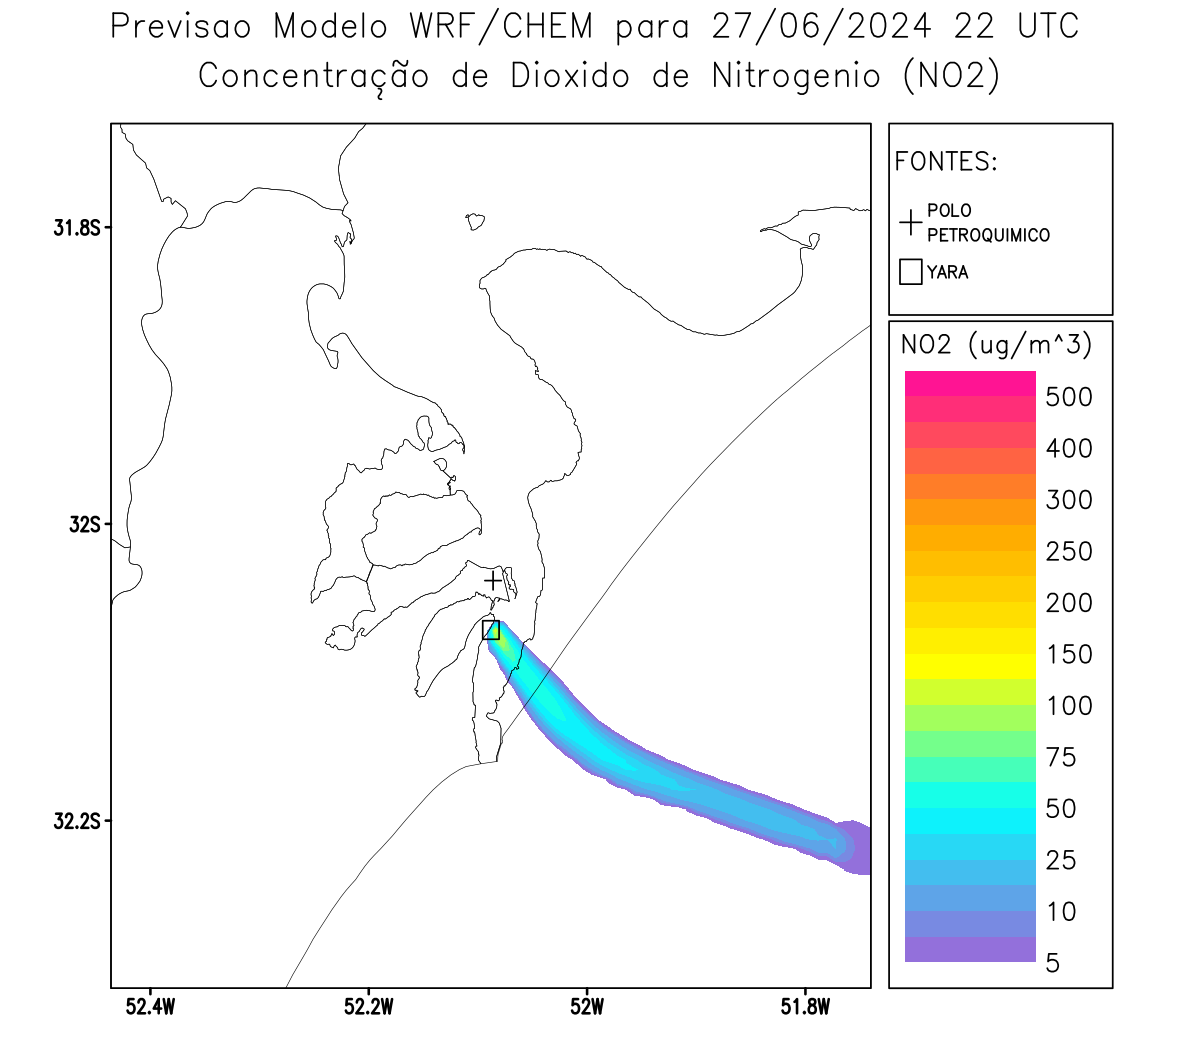 Previsao Modelo WRF/CHEM para 27/06/2024 22 UTC
Concentração de Dioxido de Nitrogenio (NO2)
FONTES:
POLO
PETROQUIMICO
YARA
NO2 (ug/m^3)
500
400
300
250
200
150
100
75
50
25
10
5
31.8S
32S
32.2S
52.4W
52.2W
52W
51.8W